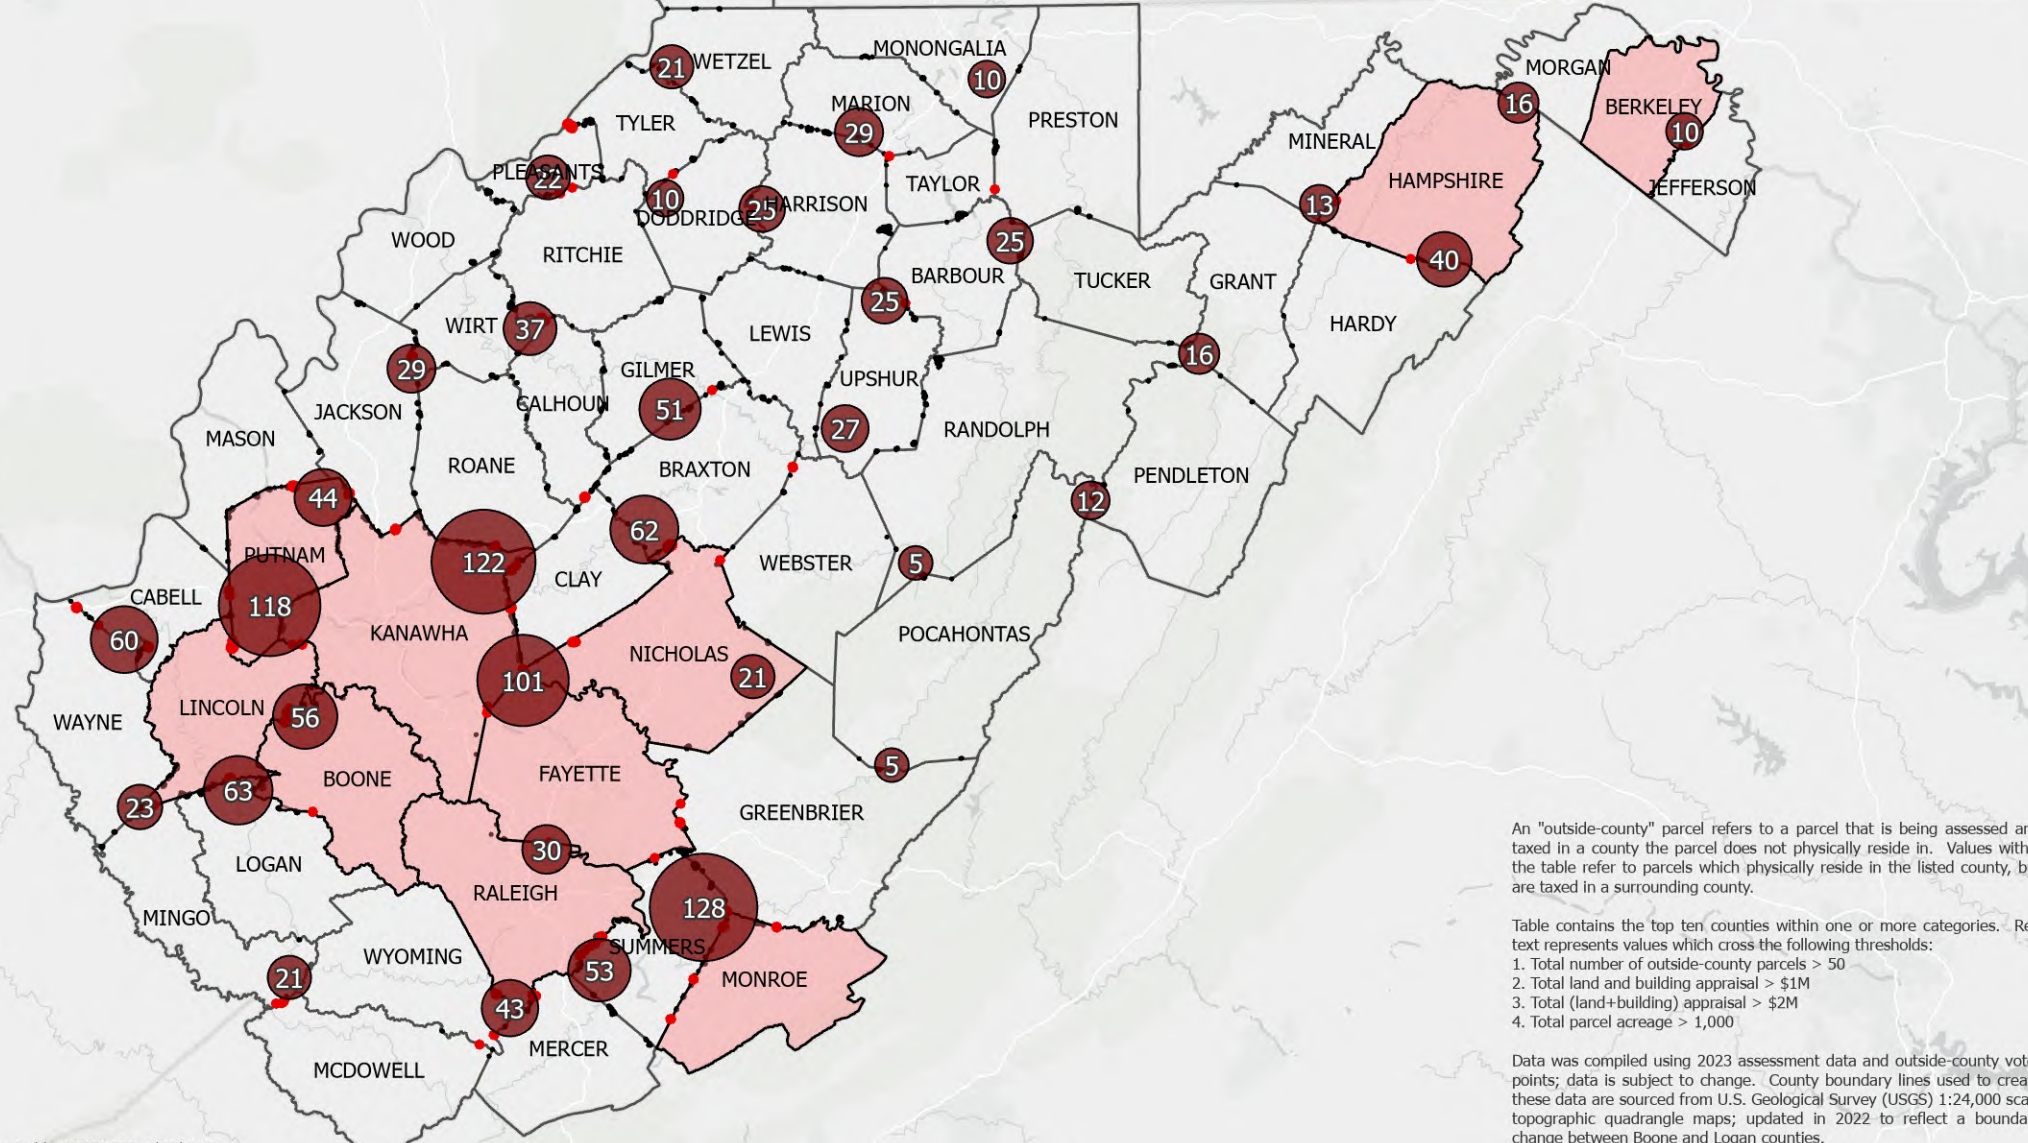 MONONGALIA
WETZEL
21
10
MORGAN
MARION
16
BERKELEY
TYLER
29
PRESTON
10
MINERAL
PLEASANTS
22
TAYLOR
HAMPSHIRE
JEFFERSON
10
25
HARRISON
13
DODDRIDGE
WOOD
25
RITCHIE
40
BARBOUR
TUCKER
GRANT
25
WIRT
37
LEWIS
HARDY
16
29
GILMER
UPSHUR
JACKSON
CALHOUN
51
27
RANDOLPH
MASON
ROANE
BRAXTON
PENDLETON
44
12
62
PUTNAM
122
CLAY
WEBSTER
5
CABELL
118
60
KANAWHA
POCAHONTAS
NICHOLAS
101
21
LINCOLN
56
WAYNE
BOONE
FAYETTE
5
63
23
GREENBRIER
LOGAN
30
RALEIGH
128
MINGO
SUMMERS
WYOMING
53
21
MONROE
43
MERCER
MCDOWELL
An "outside-county" parcel refers to a parcel that is being assessed an
taxed in a county the parcel does not physically reside in. Values with
the table refer to parcels which physically reside in the listed county, b
are taxed in a surrounding county.
Table contains the top ten counties within one or more categories. Re
text represents values which cross the following thresholds:
1. Total number of outside-county parcels > 50
2. Total land and building appraisal > $1M
3. Total (land+building) appraisal > $2M
4. Total parcel acreage > 1,000
Data was compiled using 2023 assessment data and outside-county vot
points; data is subject to change. County boundary lines used to crea
these data are sourced from U.S. Geological Survey (USGS) 1:24,000 sca
topographic quadrangle maps; updated in 2022 to reflect a bounda
change between Boone and Logan counties.